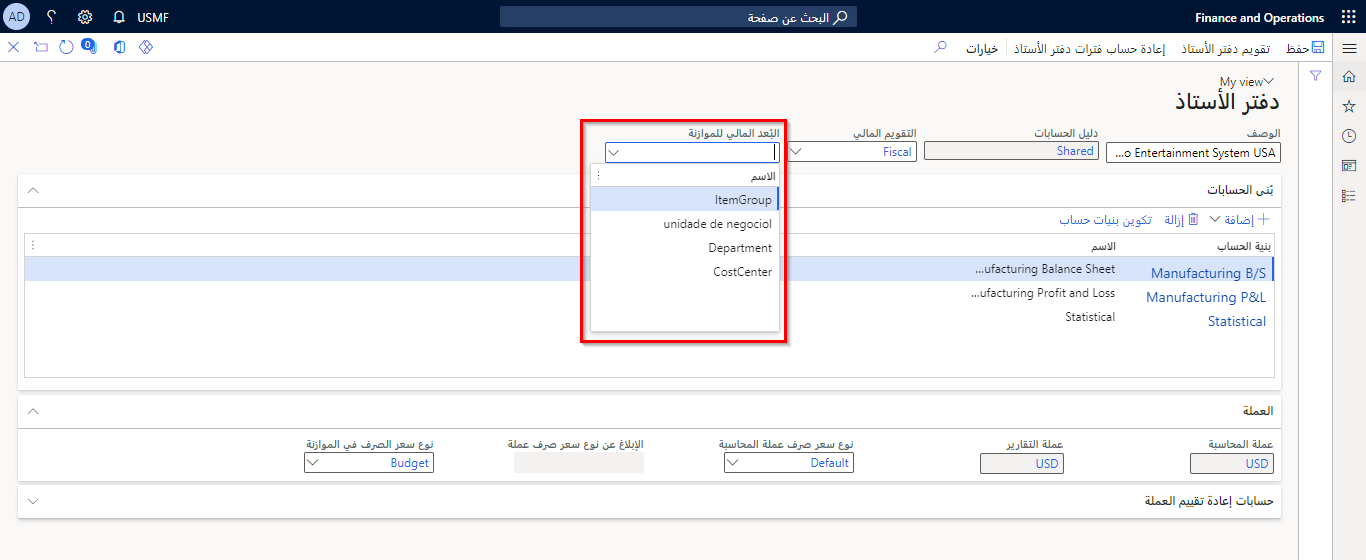 Finance and Operations
البحث عن صفحة
USMF
AD
حفظ
تقويم دفتر الأستاذ
إعادة حساب فترات دفتر الأستاذ
خيارات
0
My view
دفتر الأستاذ
الوصف
التقويم المالي
دليل الحسابات
البُعد المالي للموازنة
...o Entertainment System USA
Shared
Fiscal
الاسم
ItemGroup
unidade de negociol
Department
CostCenter
بُنى الحسابات
إضافة
إزالة
تكوين بنيات حساب
بنية الحساب
الاسم
Manufacturing B/S
...ufacturing Balance Sheet
Manufacturing P&L
...ufacturing Profit and Loss
Statistical
Statistical
العملة
عملة المحاسبة
عملة التقارير
نوع سعر صرف عملة المحاسبة
الإبلاغ عن نوع سعر صرف عملة
نوع سعر الصرف في الموازنة
USD
USD
Default
Budget
حسابات إعادة تقييم العملة